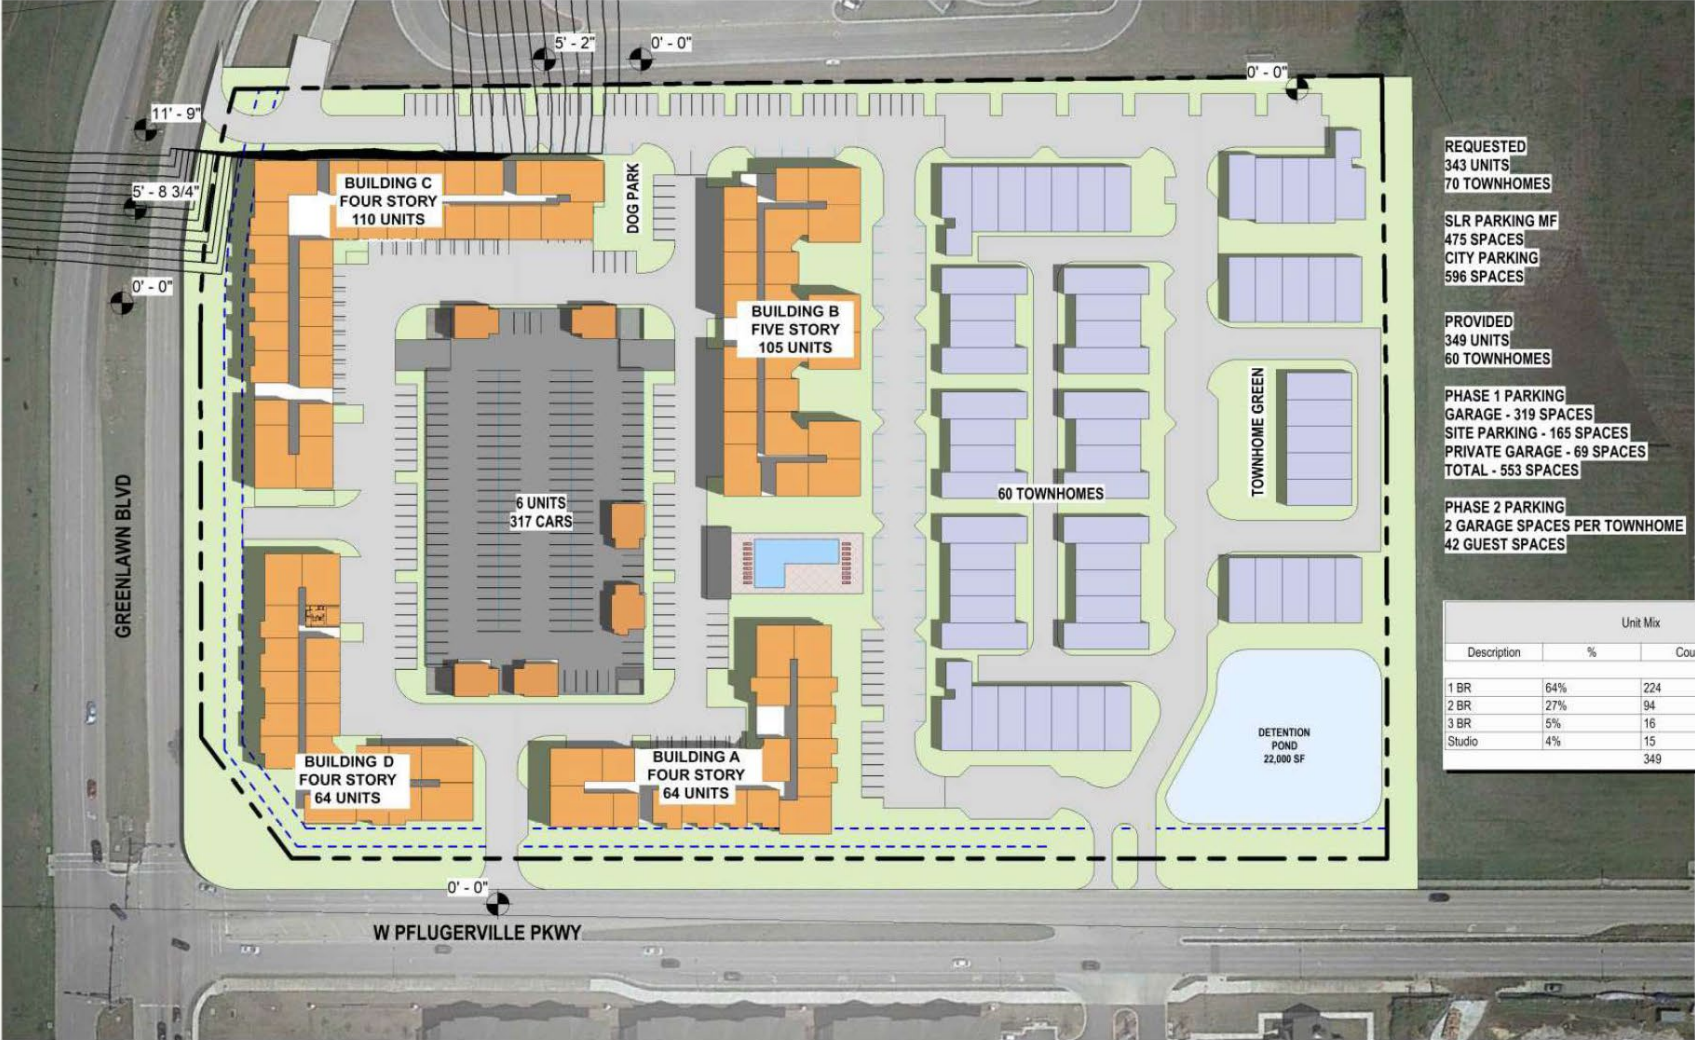 5' - 2"
0' - 0"
0' - 0"
11' - 9"
5' - 8 3/4"
0' - 0"
BUILDING C
FOUR STORY
110 UNITS
DOG PARK
BUILDING B
FIVE STORY
105 UNITS
6 UNITS
317 CARS
60 TOWNHOMES
TOWNHOME GREEN
GREENLAWN BLVD
BUILDING D
FOUR STORY
64 UNITS
BUILDING A
FOUR STORY
64 UNITS
DETENTION
POND
22,000 SF
0' - 0"
W PFLUGERVILLE PKWY
REQUESTED
343 UNITS
70 TOWNHOMES
SLR PARKING MF
475 SPACES
CITY PARKING
596 SPACES
PROVIDED
349 UNITS
60 TOWNHOMES
PHASE 1 PARKING
GARAGE - 319 SPACES
SITE PARKING - 165 SPACES
PRIVATE GARAGE - 69 SPACES
TOTAL - 553 SPACES
PHASE 2 PARKING
2 GARAGE SPACES PER TOWNHOME
42 GUEST SPACES
Unit Mix
Description % Cou
1 BR 64% 224
2 BR 27% 94
3 BR 5% 16
Studio 4% 15
349